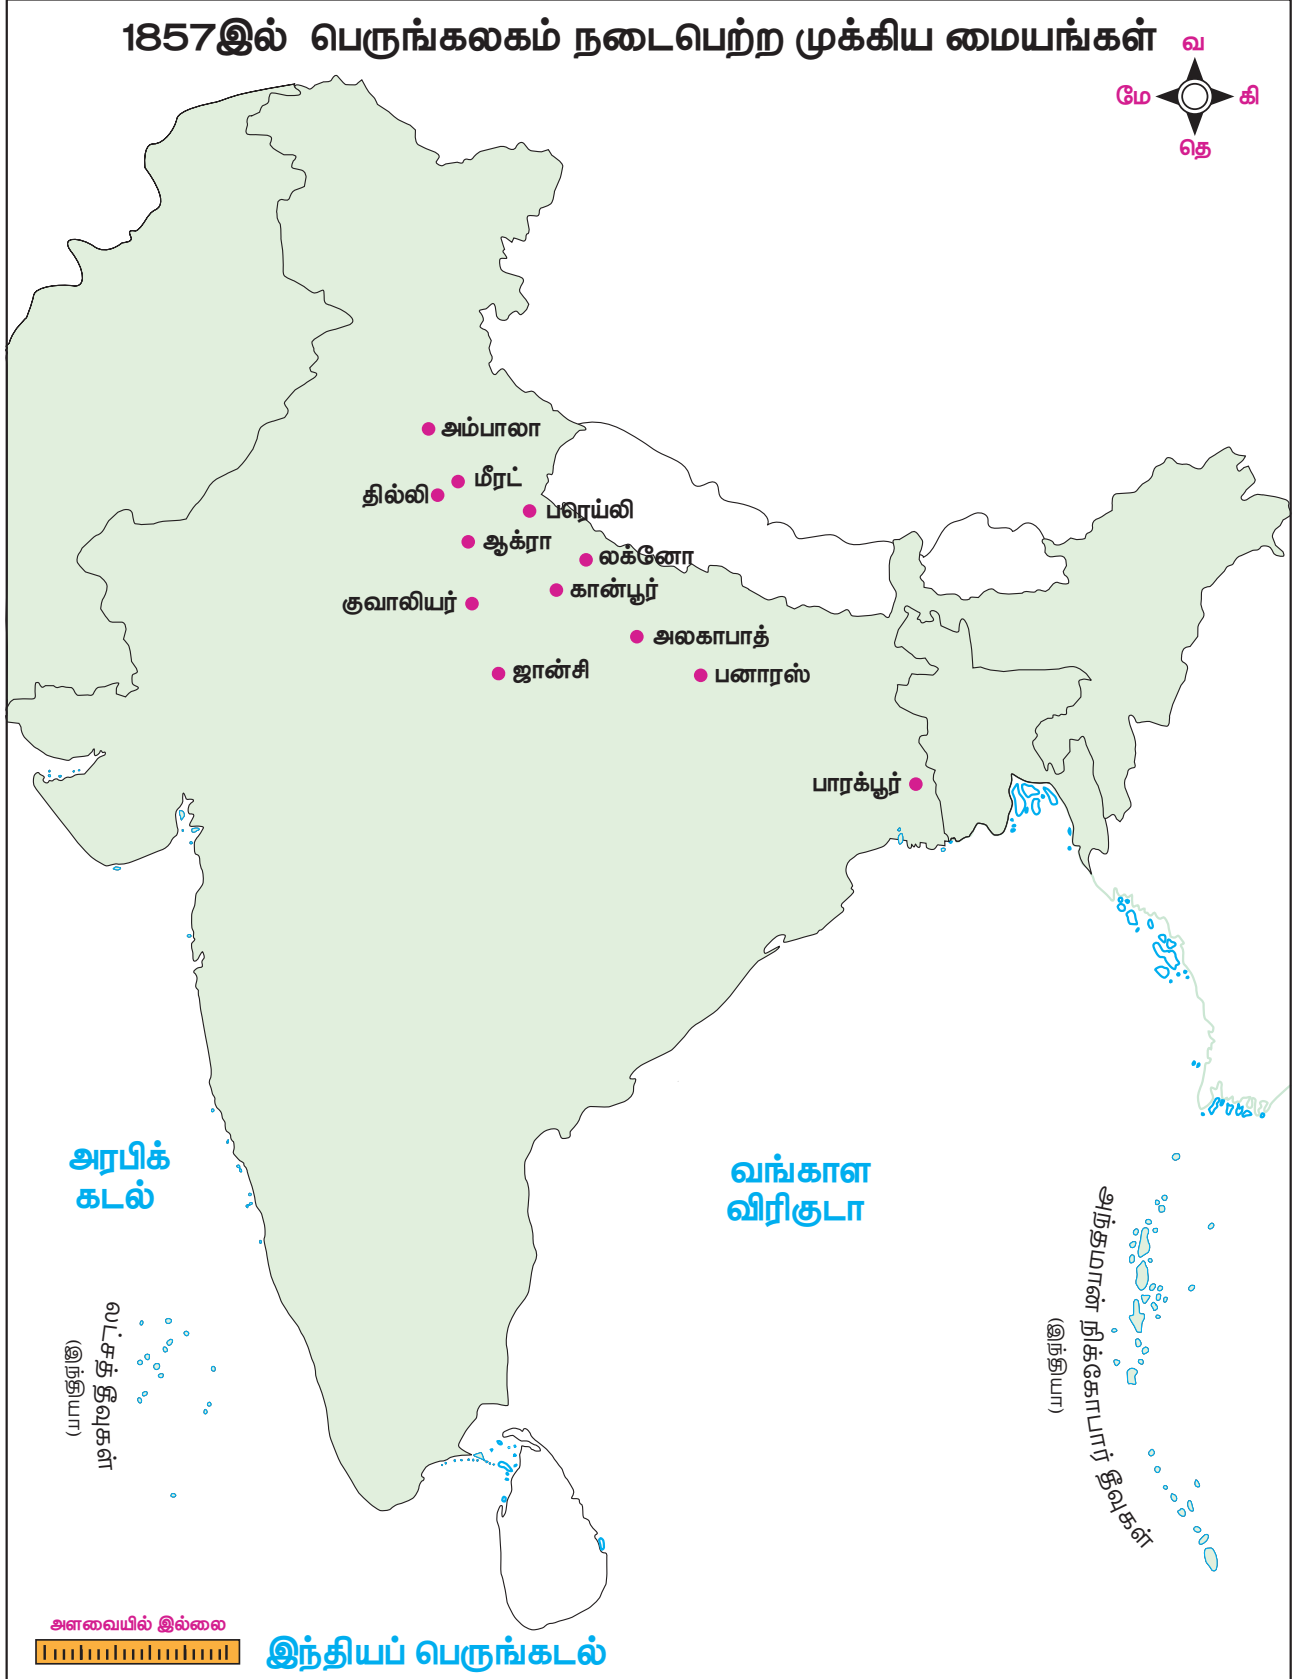 1857இல் பெருங்கலகம் நடைபெற்ற முக்கிய மையங்கள்
வ
மே
கி
தெ
அம்பாலா
மீரட்
தில்லி
பரெய்லி
ஆக்ரா
லக்னோ
கான்பூர்
குவாலியர்
அலகாபாத்
ஜான்சி
பனாரஸ்
பாரக்பூர்
அரபிக்
கடல்
வங்காள
விரிகுடா
அந்தமான் நிக்கோபார் தீவுகள்
(இந்தியா)
லட்சத்தீவுகள்
(இந்தியா)
அளவையில் இல்லை
இந்தியப் பெருங்கடல்